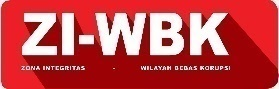 ZI-WBK
ZONA INTEGRITAS - WILAYAH BEBAS KORUPSI